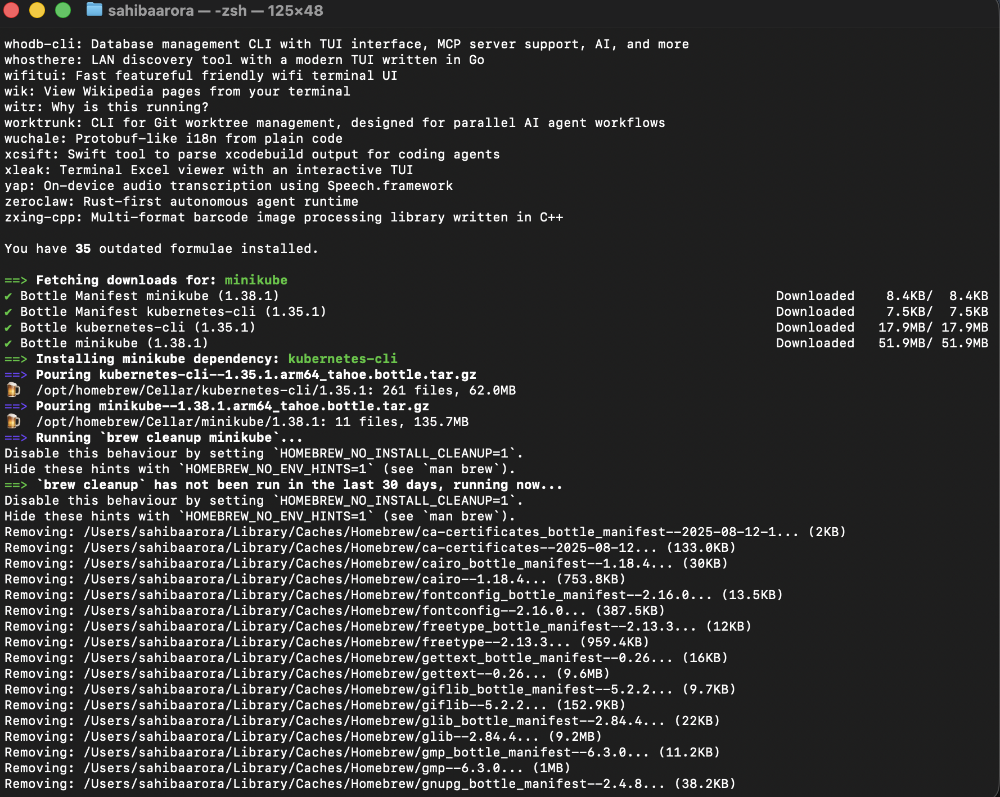 sahibaarora — -zsh — 125×48
whodb-cli: Database management CLI with TUI interface, MCP server support, AI, and more
whosthere: LAN discovery tool with a modern TUI written in Go
wifitui: Fast featureful friendly wifi terminal UI
wik: View Wikipedia pages from your terminal
witr: Why is this running?
worktrunk: CLI for Git worktree management, designed for parallel AI agent workflows
wuchale: Protobuf-like i18n from plain code
xcsift: Swift tool to parse xcodebuild output for coding agents
xleak: Terminal Excel viewer with an interactive TUI
yap: On-device audio transcription using Speech.framework
zeroclaw: Rust-first autonomous agent runtime
zxing-cpp: Multi-format barcode image processing library written in C++
You have 35 outdated formulae installed.
==> Fetching downloads for: minikube
✔ Bottle Manifest minikube (1.38.1) Downloaded 8.4KB/ 8.4KB
✔ Bottle Manifest kubernetes-cli (1.35.1) Downloaded 7.5KB/ 7.5KB
✔ Bottle kubernetes-cli (1.35.1) Downloaded 17.9MB/ 17.9MB
✔ Bottle minikube (1.38.1) Downloaded 51.9MB/ 51.9MB
==> Installing minikube dependency: kubernetes-cli
==> Pouring kubernetes-cli--1.35.1.arm64_tahoe.bottle.tar.gz
🍺 /opt/homebrew/Cellar/kubernetes-cli/1.35.1: 261 files, 62.0MB
==> Pouring minikube--1.38.1.arm64_tahoe.bottle.tar.gz
🍺 /opt/homebrew/Cellar/minikube/1.38.1: 11 files, 135.7MB
==> Running `brew cleanup minikube`...
Disable this behaviour by setting `HOMEBREW_NO_INSTALL_CLEANUP=1`.
Hide these hints with `HOMEBREW_NO_ENV_HINTS=1` (see `man brew`).
==> `brew cleanup` has not been run in the last 30 days, running now...
Disable this behaviour by setting `HOMEBREW_NO_INSTALL_CLEANUP=1`.
Hide these hints with `HOMEBREW_NO_ENV_HINTS=1` (see `man brew`).
Removing: /Users/sahibaarora/Library/Caches/Homebrew/ca-certificates_bottle_manifest--2025-08-12-1... (2KB)
Removing: /Users/sahibaarora/Library/Caches/Homebrew/ca-certificates--2025-08-12... (133.0KB)
Removing: /Users/sahibaarora/Library/Caches/Homebrew/cairo_bottle_manifest--1.18.4... (30KB)
Removing: /Users/sahibaarora/Library/Caches/Homebrew/cairo--1.18.4... (753.8KB)
Removing: /Users/sahibaarora/Library/Caches/Homebrew/fontconfig_bottle_manifest--2.16.0... (13.5KB)
Removing: /Users/sahibaarora/Library/Caches/Homebrew/fontconfig--2.16.0... (387.5KB)
Removing: /Users/sahibaarora/Library/Caches/Homebrew/freetype_bottle_manifest--2.13.3... (12KB)
Removing: /Users/sahibaarora/Library/Caches/Homebrew/freetype--2.13.3... (959.4KB)
Removing: /Users/sahibaarora/Library/Caches/Homebrew/gettext_bottle_manifest--0.26... (16KB)
Removing: /Users/sahibaarora/Library/Caches/Homebrew/gettext--0.26... (9.6MB)
Removing: /Users/sahibaarora/Library/Caches/Homebrew/giflib_bottle_manifest--5.2.2... (9.7KB)
Removing: /Users/sahibaarora/Library/Caches/Homebrew/giflib--5.2.2... (152.9KB)
Removing: /Users/sahibaarora/Library/Caches/Homebrew/glib_bottle_manifest--2.84.4... (22KB)
Removing: /Users/sahibaarora/Library/Caches/Homebrew/glib--2.84.4... (9.2MB)
Removing: /Users/sahibaarora/Library/Caches/Homebrew/gmp_bottle_manifest--6.3.0... (11.2KB)
Removing: /Users/sahibaarora/Library/Caches/Homebrew/gmp--6.3.0... (1MB)
Removing: /Users/sahibaarora/Library/Caches/Homebrew/gnupg_bottle_manifest--2.4.8... (38.2KB)